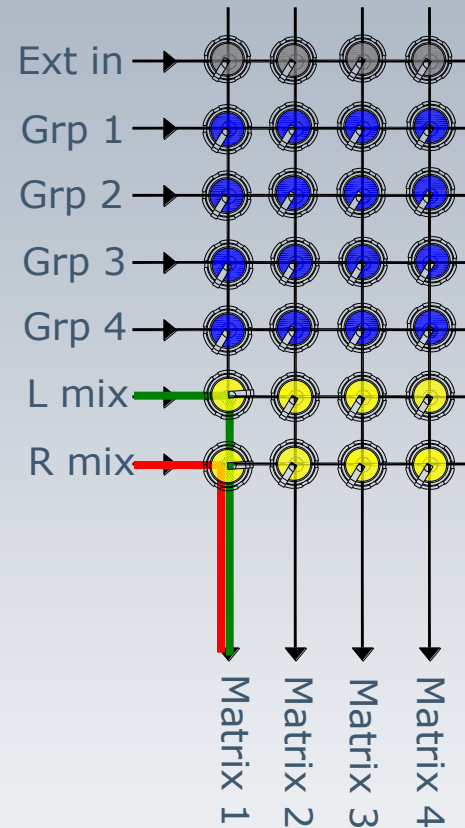 Ext in
Grp 1
Grp 2
Grp 3
Grp 4
L mix
R mix
Matrix 1
Matrix 2
Matrix 3
Matrix 4